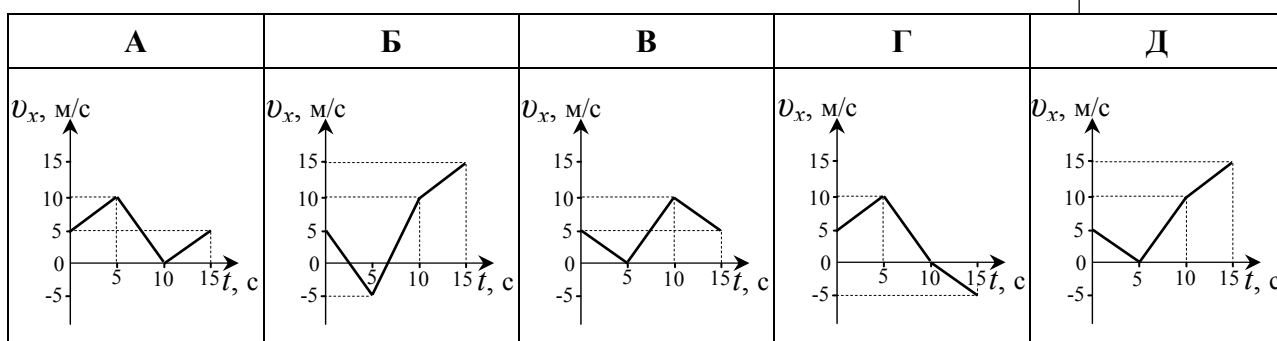 А Б В Г Д
υₓ, м/с υₓ, м/с υₓ, м/с υₓ, м/с υₓ, м/с
15 15 15 15 15
10 10 10 10 10
5 5 5 5 5
0 5 10 15 t, с 0 5 10 15 t, с 0 5 10 15 t, с 0 5 10 15 t, с 0 5 10 15 t, с
-5 -5 -5 -5 -5